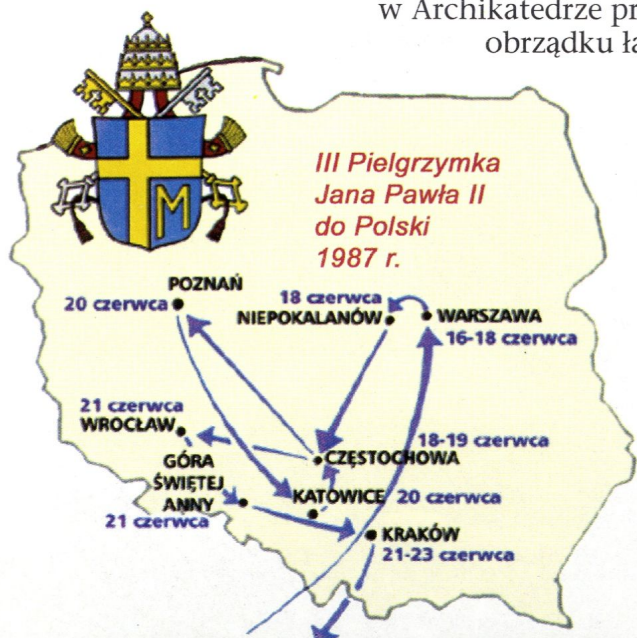 w Archikatedrze pr
obrządku ła
M
III Pielgrzymka
Jana Pawła II
do Polski
1987 r.
POZNAŃ
20 czerwca
18 czerwca
NIEPOKALANÓW
WARSZAWA
16-18 czerwca
21 czerwca
WROCŁAW
18-19 czerwca
CZĘSTOCHOWA
GÓRA
ŚWIĘTEJ
ANNY
21 czerwca
KATOWICE
20 czerwca
KRAKÓW
21-23 czerwca